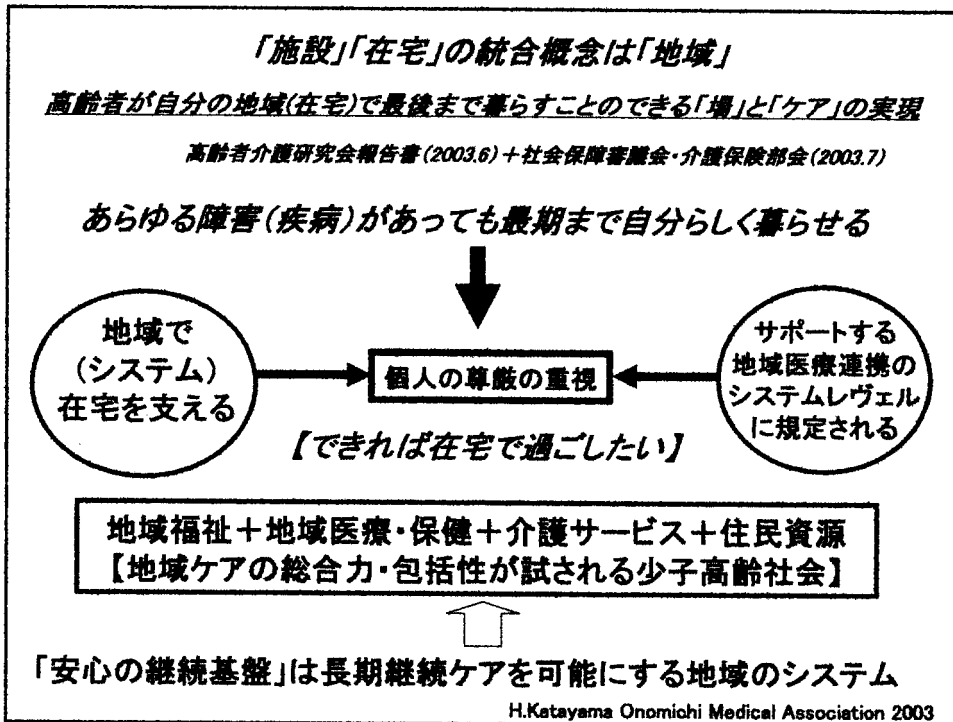 「施設」「在宅」の統合概念は「地域」
高齢者が自分の地域(在宅)で最後まで暮らすことのできる「場」と「ケア」の実現
高齢者介護研究会報告書(2003.6)+社会保障審議会・介護保険部会(2003.7)
あらゆる障害(疾病)があっても最期まで自分らしく暮らせる
地域で
(システム)
在宅を支える
個人の尊厳の重視
サポートする
地域医療連携の
システムレヴェル
に規定される
【できれば在宅で過ごしたい】
地域福祉+地域医療・保健+介護サービス+住民資源
【地域ケアの総合力・包括性が試される少子高齢社会】
「安心の継続基盤」は長期継続ケアを可能にする地域のシステム
H.Katayama Onomichi Medical Association 2003